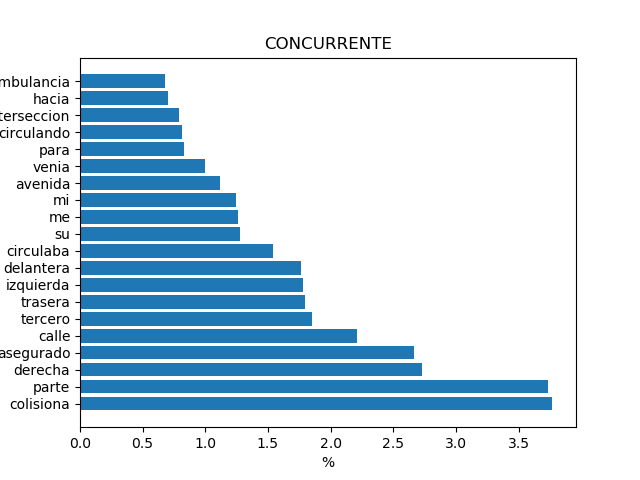 CONCURRENTE
mbulancia
hacia
terseccion
circulando
para
venia
avenida
mi
me
su
circulaba
delantera
izquierda
trasera
tercero
calle
asegurado
derecha
parte
colisiona
0.0 0.5 1.0 1.5 2.0 2.5 3.0 3.5
%